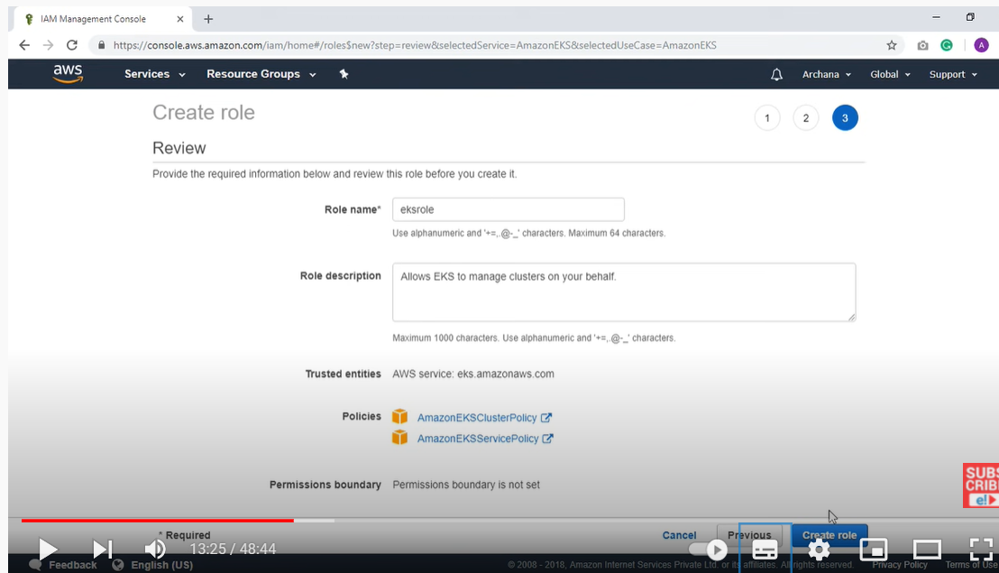 IAM Management Console
https://console.aws.amazon.com/iam/home#/roles$new?step=review&selectedService=AmazonEKS&selectedUseCase=AmazonEKS
A
aws Services Resource Groups Archana Global Support
Create role
1 2 3
Review
Provide the required information below and review this role before you create it.
Role name* eksrole
Use alphanumeric and '+=,.@-_' characters. Maximum 64 characters.
Role description Allows EKS to manage clusters on your behalf.
Maximum 1000 characters. Use alphanumeric and '+=,.@-_' characters.
Trusted entities AWS service: eks.amazonaws.com
Policies AmazonEKSClusterPolicy
AmazonEKSServicePolicy
Permissions boundary Permissions boundary is not set
SUBS
CRIB
e!
* Required Cancel Previous Create role
13:25 / 48:44
Feedback English (US) © 2008 - 2018, Amazon Internet Services Private Ltd. or its affiliates. All rights reserved. Privacy Policy Terms of Use